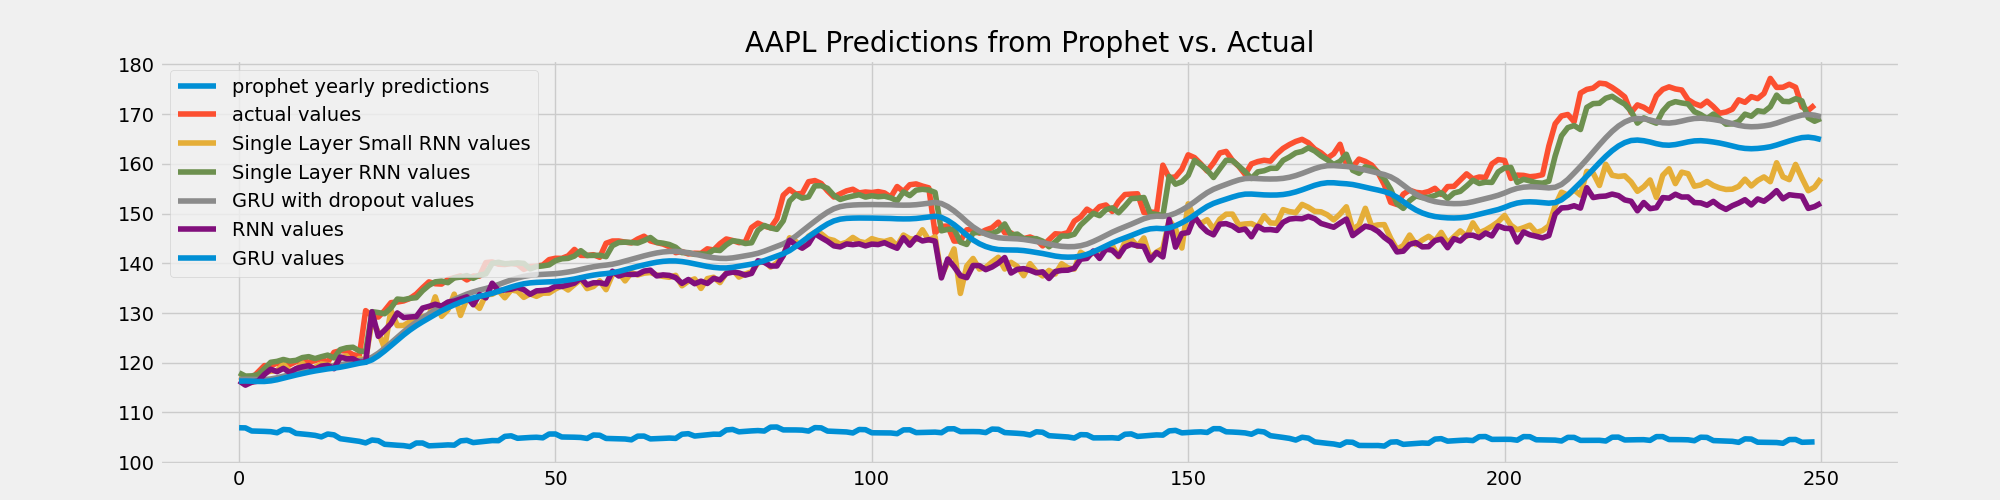 AAPL Predictions from Prophet vs. Actual
180
170
160
150
140
130
120
110
100
prophet yearly predictions
actual values
Single Layer Small RNN values
Single Layer RNN values
GRU with dropout values
RNN values
GRU values
0 50 100 150 200 250